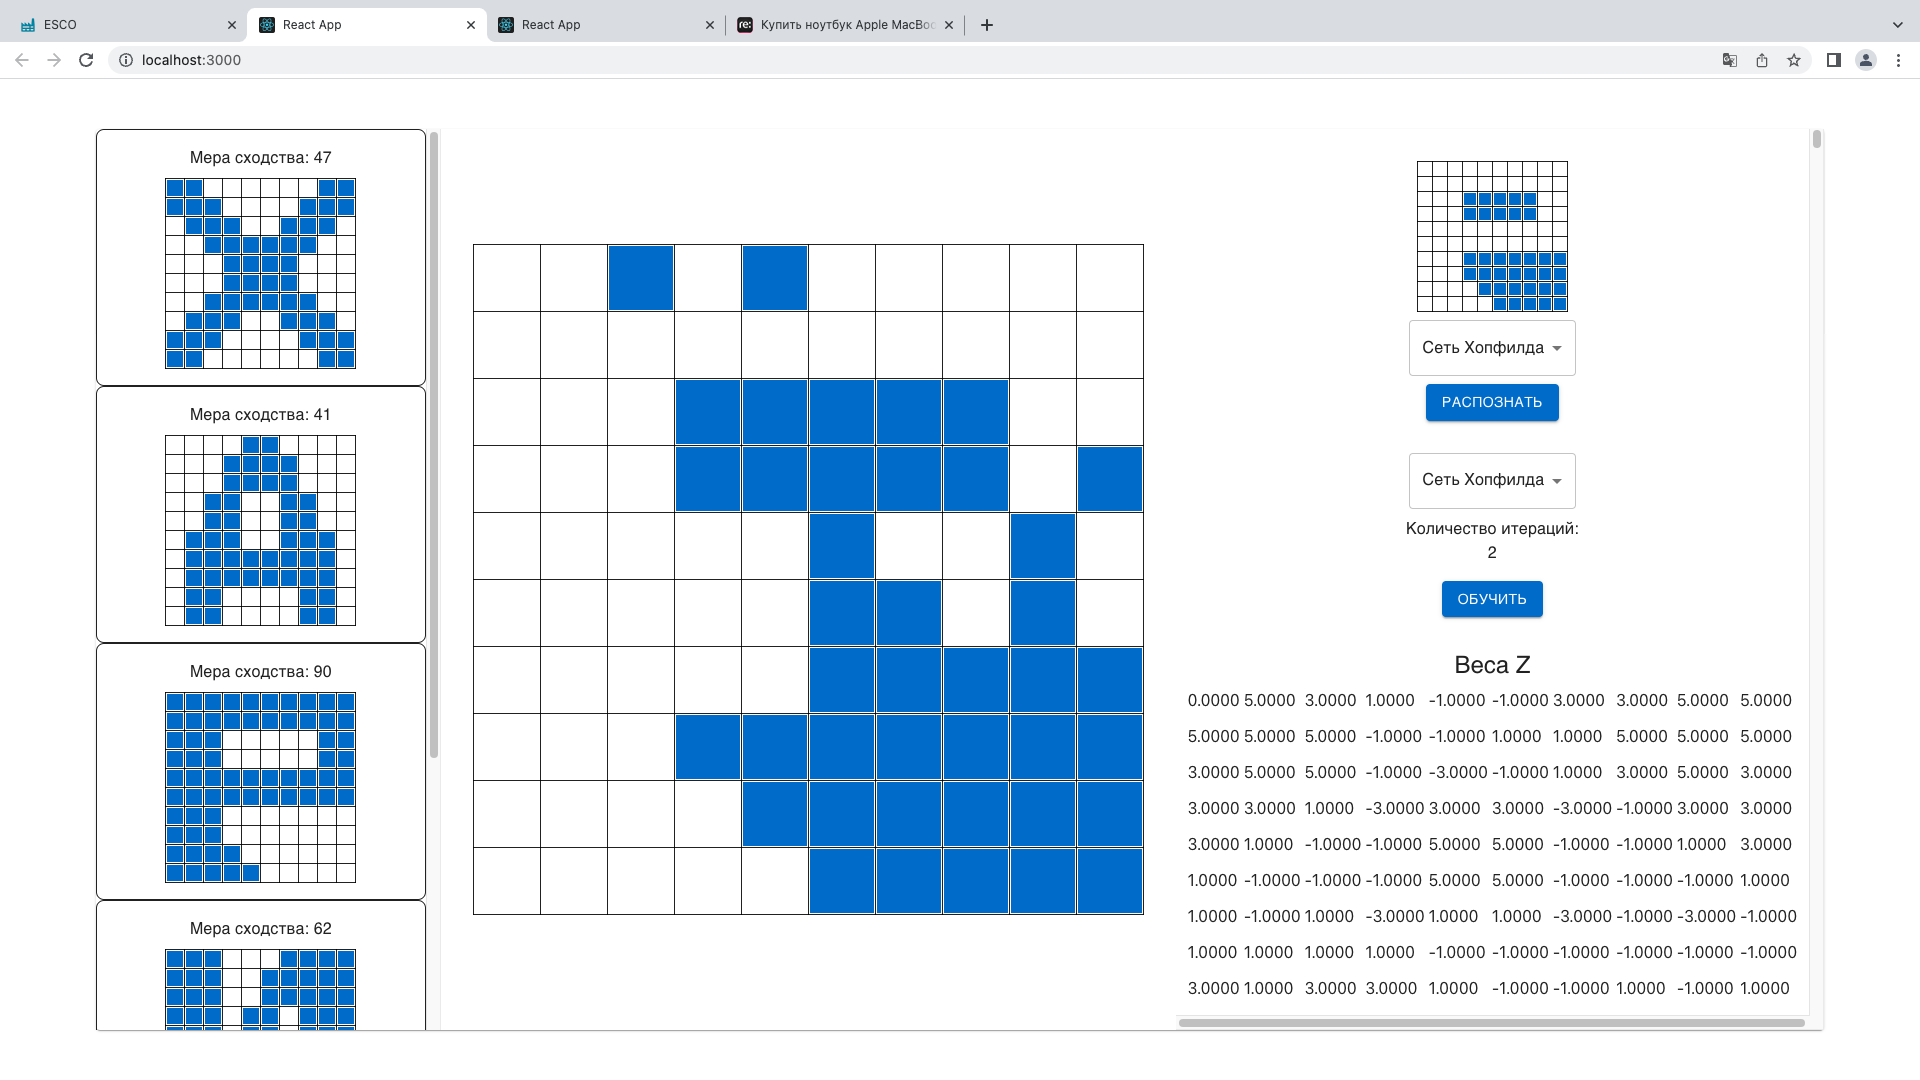 ESCO
React App
React App
Купить ноутбук Apple MacBo
localhost:3000
Мера сходства: 47
Мера сходства: 41
Мера сходства: 90
Мера сходства: 62
Сеть Хопфилда
РАСПОЗНАТЬ
Сеть Хопфилда
Количество итераций:
2
ОБУЧИТЬ
Веса Z
0.0000 5.0000 3.0000 1.0000 -1.0000 -1.0000 3.0000 3.0000 5.0000 5.0000
5.0000 5.0000 5.0000 -1.0000 -1.0000 1.0000 1.0000 5.0000 5.0000 5.0000
3.0000 5.0000 5.0000 -1.0000 -3.0000 -1.0000 1.0000 3.0000 5.0000 3.0000
3.0000 3.0000 1.0000 -3.0000 3.0000 3.0000 -3.0000 -1.0000 3.0000 3.0000
3.0000 1.0000 -1.0000 -1.0000 5.0000 5.0000 -1.0000 -1.0000 1.0000 3.0000
1.0000 -1.0000 -1.0000 -1.0000 5.0000 5.0000 -1.0000 -1.0000 -1.0000 1.0000
1.0000 -1.0000 1.0000 -3.0000 1.0000 1.0000 -3.0000 -1.0000 -3.0000 -1.0000
1.0000 1.0000 1.0000 1.0000 -1.0000 -1.0000 -1.0000 -1.0000 -1.0000 -1.0000
3.0000 1.0000 3.0000 3.0000 1.0000 -1.0000 -1.0000 1.0000 -1.0000 1.0000